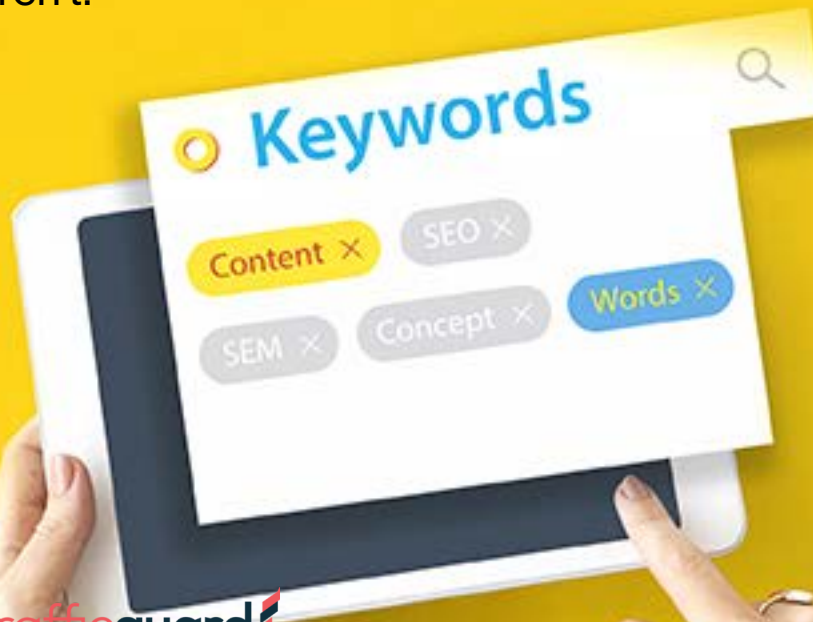 Keywords
Content ×
SEO ×
SEM ×
Concept ×
Words ×